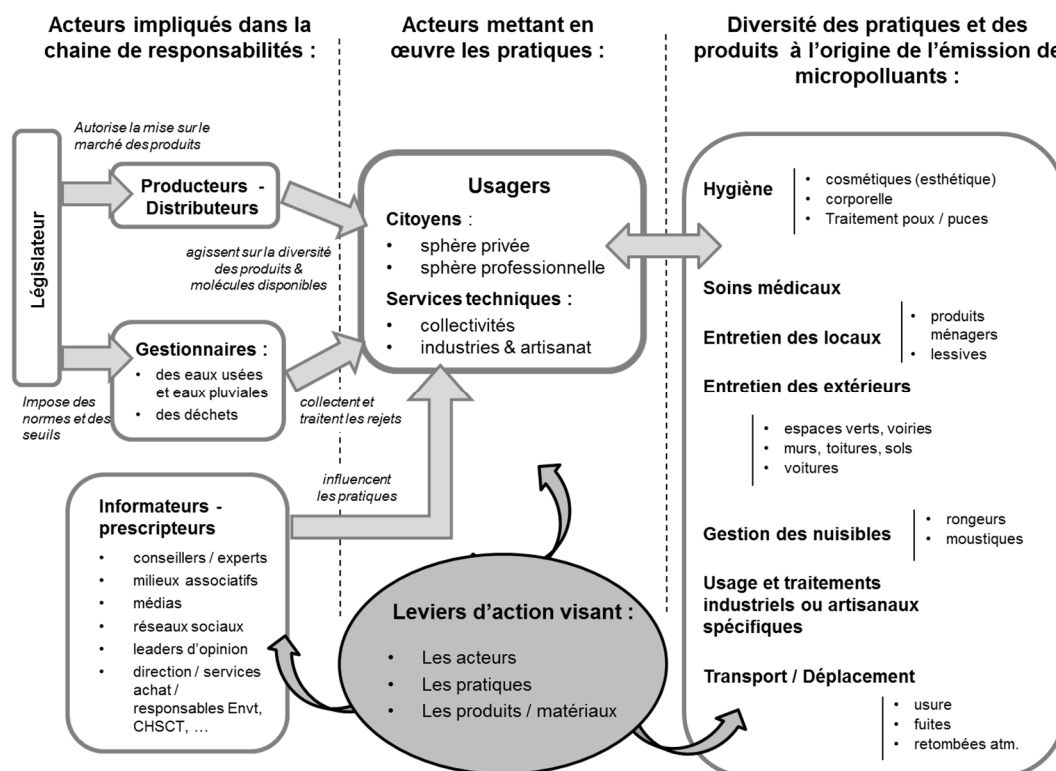 Acteurs impliqués dans la
chaine de responsabilités :
Acteurs mettant en
œuvre les pratiques :
Diversité des pratiques et des
produits à l'origine de l'émission de
micropolluants :
Législateur
Autorise la mise sur le
marché des produits
Producteurs -
Distributeurs
agissent sur la diversité
des produits &
molécules disponibles
Gestionnaires :
• des eaux usées
et eaux pluviales
• des déchets
Impose des
normes et des
seuils
collectent et
traitent les rejets
Informateurs -
prescripteurs
• conseillers / experts
• milieux associatifs
• médias
• réseaux sociaux
• leaders d'opinion
• direction / services
achat /
responsables Envt,
CHSCT, …
influencent
les pratiques
Usagers
Citoyens :
• sphère privée
• sphère professionnelle
Services techniques :
• collectivités
• industries & artisanat
Leviers d'action visant :
• Les acteurs
• Les pratiques
• Les produits / matériaux
Hygiène
• cosmétiques (esthétique)
• corporelle
• Traitement poux / puces
Soins médicaux
Entretien des locaux
• produits
ménagers
• lessives
Entretien des extérieurs
• espaces verts, voiries
• murs, toitures, sols
• voitures
Gestion des nuisibles
• rongeurs
• moustiques
Usage et traitements
industriels ou artisanaux
spécifiques
Transport / Déplacement
• usure
• fuites
• retombées atm.